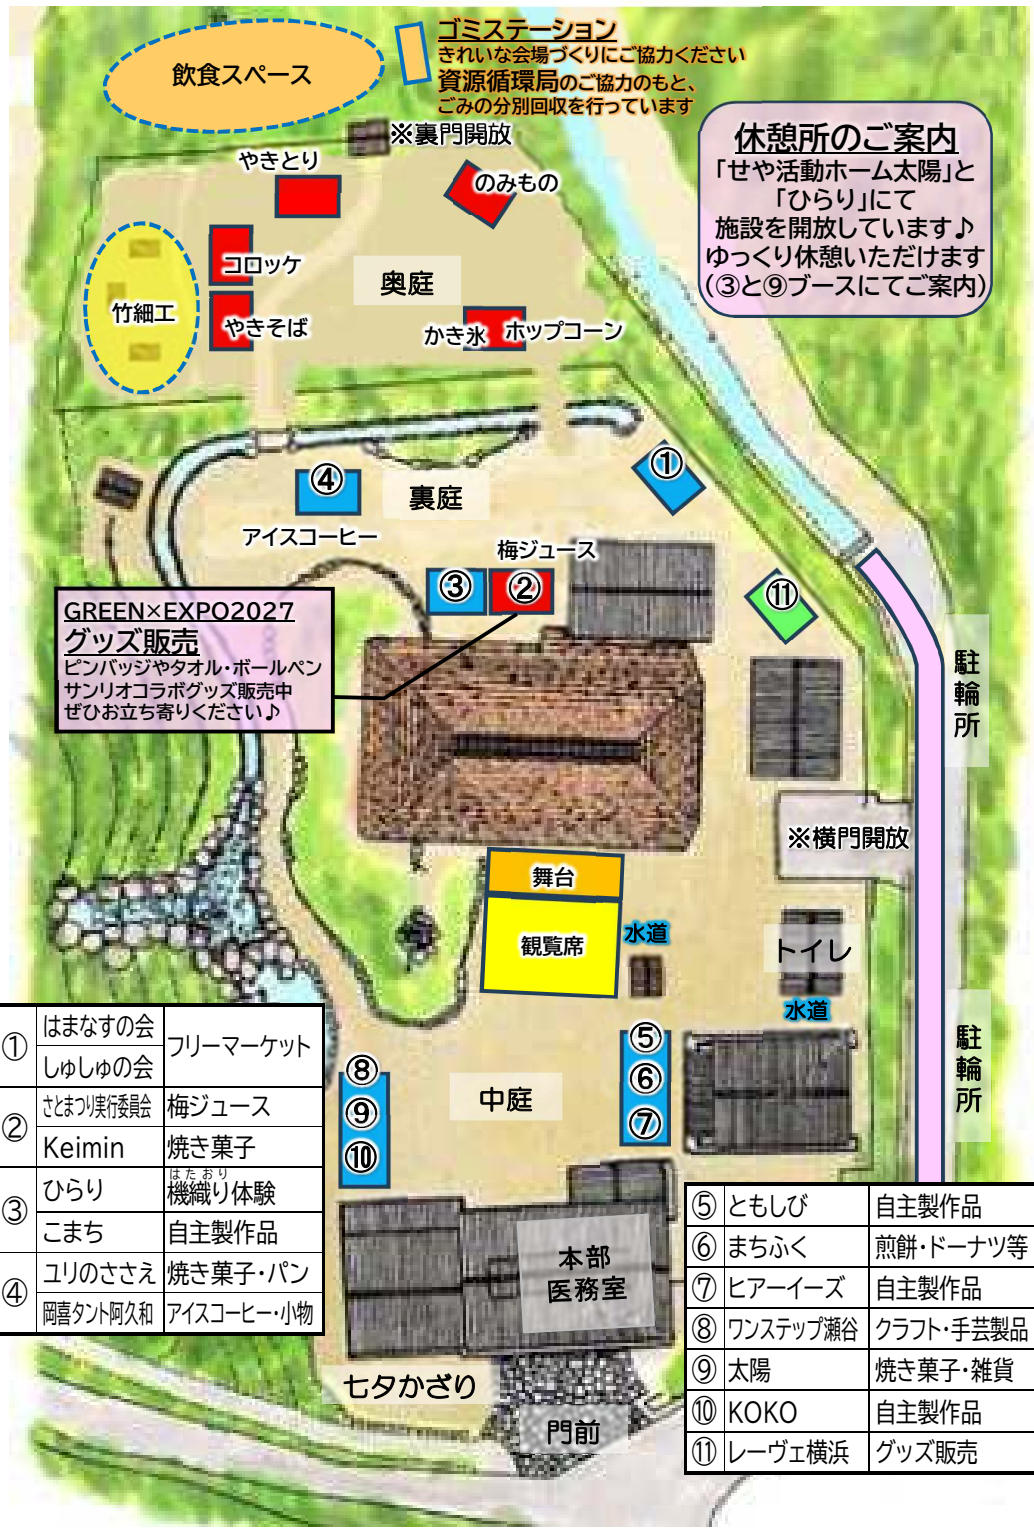 ゴミステーション
きれいな会場づくりにご協力ください
資源循環局のご協力のもと、
ごみの分別回収を行っています
飲食スペース
※裏門開放
休憩所のご案内
「せや活動ホーム太陽」と
「ひらり」にて
施設を開放しています♪
ゆっくり休憩いただけます
(③と⑨ブースにてご案内)
やきとり
のみもの
コロッケ
奥庭
竹細工
やきそば
かき氷
ホップコーン
④
①
裏庭
アイスコーヒー
梅ジュース
③
②
⑪
GREEN×EXPO2027
グッズ販売
ピンバッジやタオル・ボールペン
サンリオコラボグッズ販売中
ぜひお立ち寄りください♪
駐輪所
※横門開放
舞台
観覧席
水道
トイレ
水道
駐輪所
⑤
⑥
⑦
中庭
⑧
⑨
⑩
① はまなすの会 フリーマーケット
しゅしゅの会
② さとまつり実行委員会 梅ジュース
Keimin 焼き菓子
はたおり
③ ひらり 機織り体験
こまち 自主製作品
④ ユリのささえ 焼き菓子・パン
岡喜タント阿久和 アイスコーヒー・小物
本部
医務室
七夕かざり
門前
⑤ ともしび 自主製作品
⑥ まちふく 煎餅・ドーナツ等
⑦ ヒアーイーズ 自主製作品
⑧ ワンステップ瀬谷 クラフト・手芸製品
⑨ 太陽 焼き菓子・雑貨
⑩ KOKO 自主製作品
⑪ レーヴェ横浜 グッズ販売